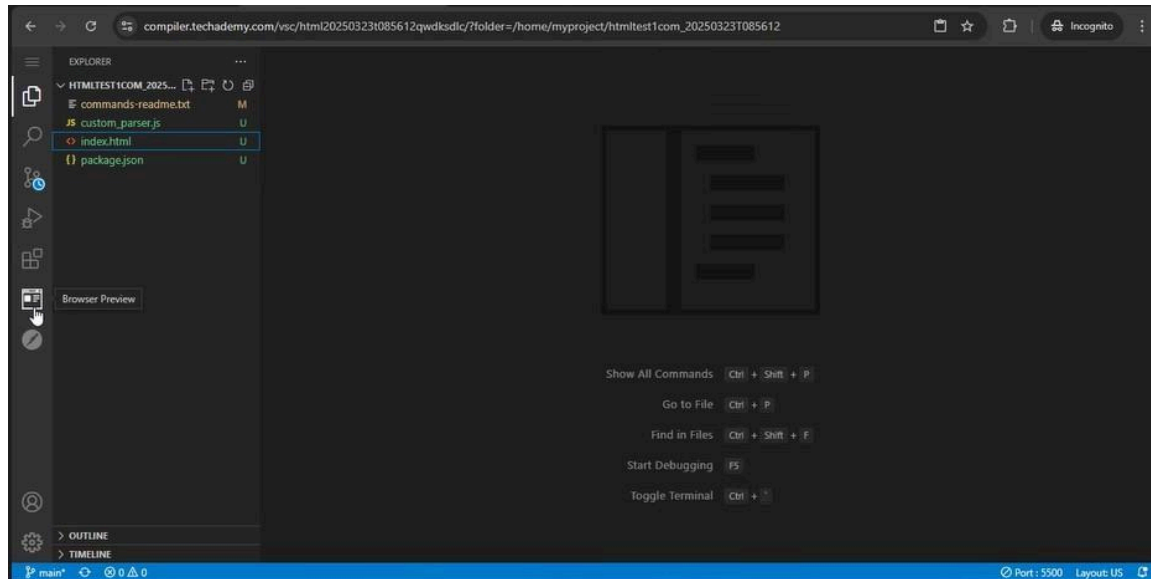 compiler.techademy.com/vsc/html20250323t085612qwdksdlc/?folder=/home/myproject/htmltest1com_20250323T085612
Incognito
EXPLORER
HTMLTEST1COM_2025...
commands-readme.txt M
JS custom_parser.js U
<> index.html U
{} package.json U
Browser Preview
Show All Commands Ctrl + Shift + P
Go to File Ctrl + P
Find in Files Ctrl + Shift + F
Start Debugging F5
Toggle Terminal Ctrl + `
> OUTLINE
> TIMELINE
main* 0 0 Port : 5500 Layout: US